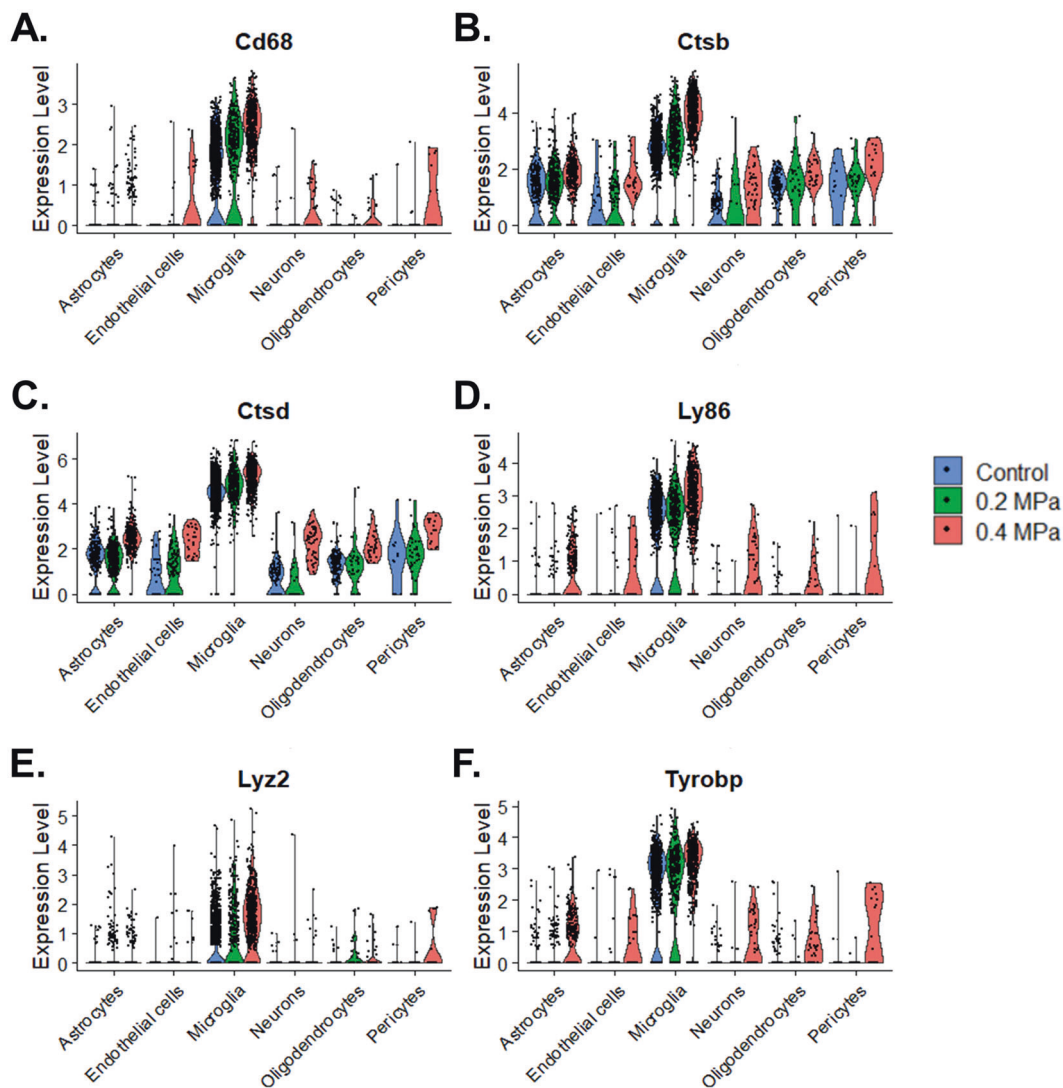 A.
Cd68
Expression Level
3
2
1
0
Astrocytes
Endothelial cells
Microglia
Neurons
Oligodendrocytes
Pericytes
B.
Ctsb
Expression Level
4
2
0
Astrocytes
Endothelial cells
Microglia
Neurons
Oligodendrocytes
Pericytes
C.
Ctsd
Expression Level
6
4
2
0
Astrocytes
Endothelial cells
Microglia
Neurons
Oligodendrocytes
Pericytes
D.
Ly86
Expression Level
4
3
2
1
0
Astrocytes
Endothelial cells
Microglia
Neurons
Oligodendrocytes
Pericytes
Control
0.2 MPa
0.4 MPa
E.
Lyz2
Expression Level
5
4
3
2
1
0
Astrocytes
Endothelial cells
Microglia
Neurons
Oligodendrocytes
Pericytes
F.
Tyrobp
Expression Level
5
4
3
2
1
0
Astrocytes
Endothelial cells
Microglia
Neurons
Oligodendrocytes
Pericytes